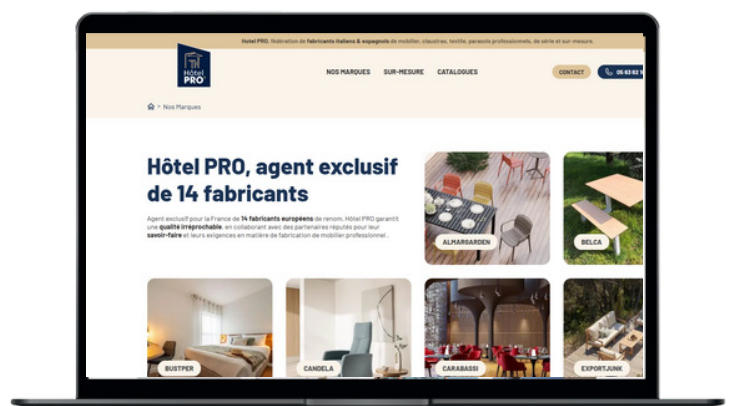 Hotel PRO, fédération de fabricants italiens & espagnols de mobilier, claustras, textile, parasols professionnels, de série et sur-mesure.
Hôtel
PRO
NOS MARQUES SUR-MESURE CATALOGUES CONTACT 05 63 62 1
> Nos Marques
Hôtel PRO, agent exclusif
de 14 fabricants
Agent exclusif pour la France de 14 fabricants européens de renom, Hôtel PRO garantit
une qualité irréprochable, en collaborant avec des partenaires réputés pour leur
savoir-faire et leurs exigences en matière de fabrication de mobilier professionnel.
ALMARGARDEN BELCA
BUSTPER CANDELA CARABASSI EXPORTJUNK